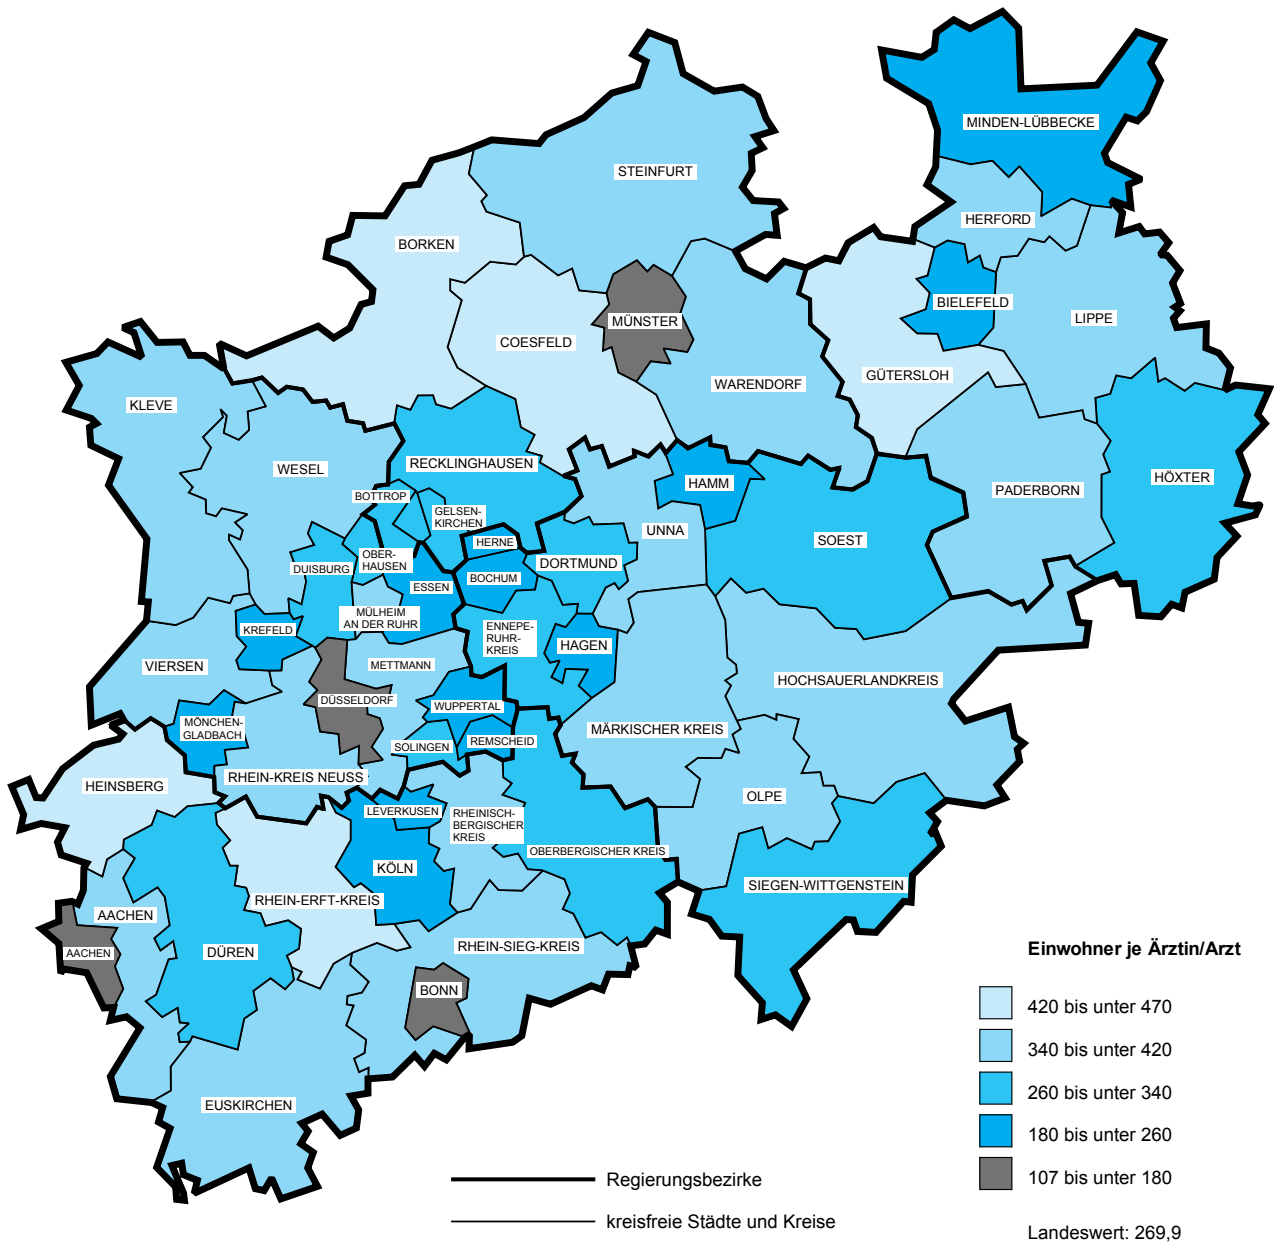 MINDEN-LÜBBECKE
STEINFURT
HERFORD
BORKEN
BIELEFELD
LIPPE
MÜNSTER
COESFELD
GÜTERSLOH
WARENDORF
KLEVE
RECKLINGHAUSEN
WESEL
HÖXTER
HAMM
PADERBORN
BOTTROP
GELSEN-
KIRCHEN
UNNA
SOEST
HERNE
OBER-
HAUSEN
DUISBURG
DORTMUND
BOCHUM
ESSEN
MÜLHEIM
AN DER RUHR
KREFELD
ENNEPE-
RUHR-
KREIS
HAGEN
VIERSEN
METTMANN
HOCHSAUERLANDKREIS
DÜSSELDORF
WUPPERTAL
MÖNCHEN-
GLADBACH
MÄRKISCHER KREIS
SOLINGEN
REMSCHEID
RHEIN-KREIS NEUSS
HEINSBERG
OLPE
LEVERKUSEN
RHEINISCH-
BERGISCHER
KREIS
OBERBERGISCHER KREIS
KÖLN
SIEGEN-WITTGENSTEIN
RHEIN-ERFT-KREIS
AACHEN
RHEIN-SIEG-KREIS
AACHEN
DÜREN
BONN
EUSKIRCHEN
Einwohner je Ärztin/Arzt
420 bis unter 470
340 bis unter 420
260 bis unter 340
180 bis unter 260
107 bis unter 180
Regierungsbezirke
kreisfreie Städte und Kreise
Landeswert: 269,9